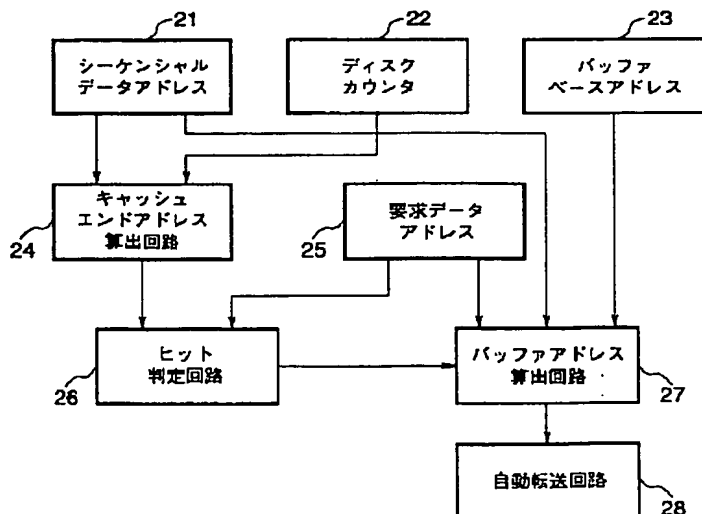 21
22
23
シーケンシャル
データアドレス
ディスク
カウンタ
バッファ
ベースアドレス
キャッシュ
エンドアドレス
算出回路
24
要求データ
アドレス
25
ヒット
判定回路
26
バッファアドレス
算出回路
27
自動転送回路
28